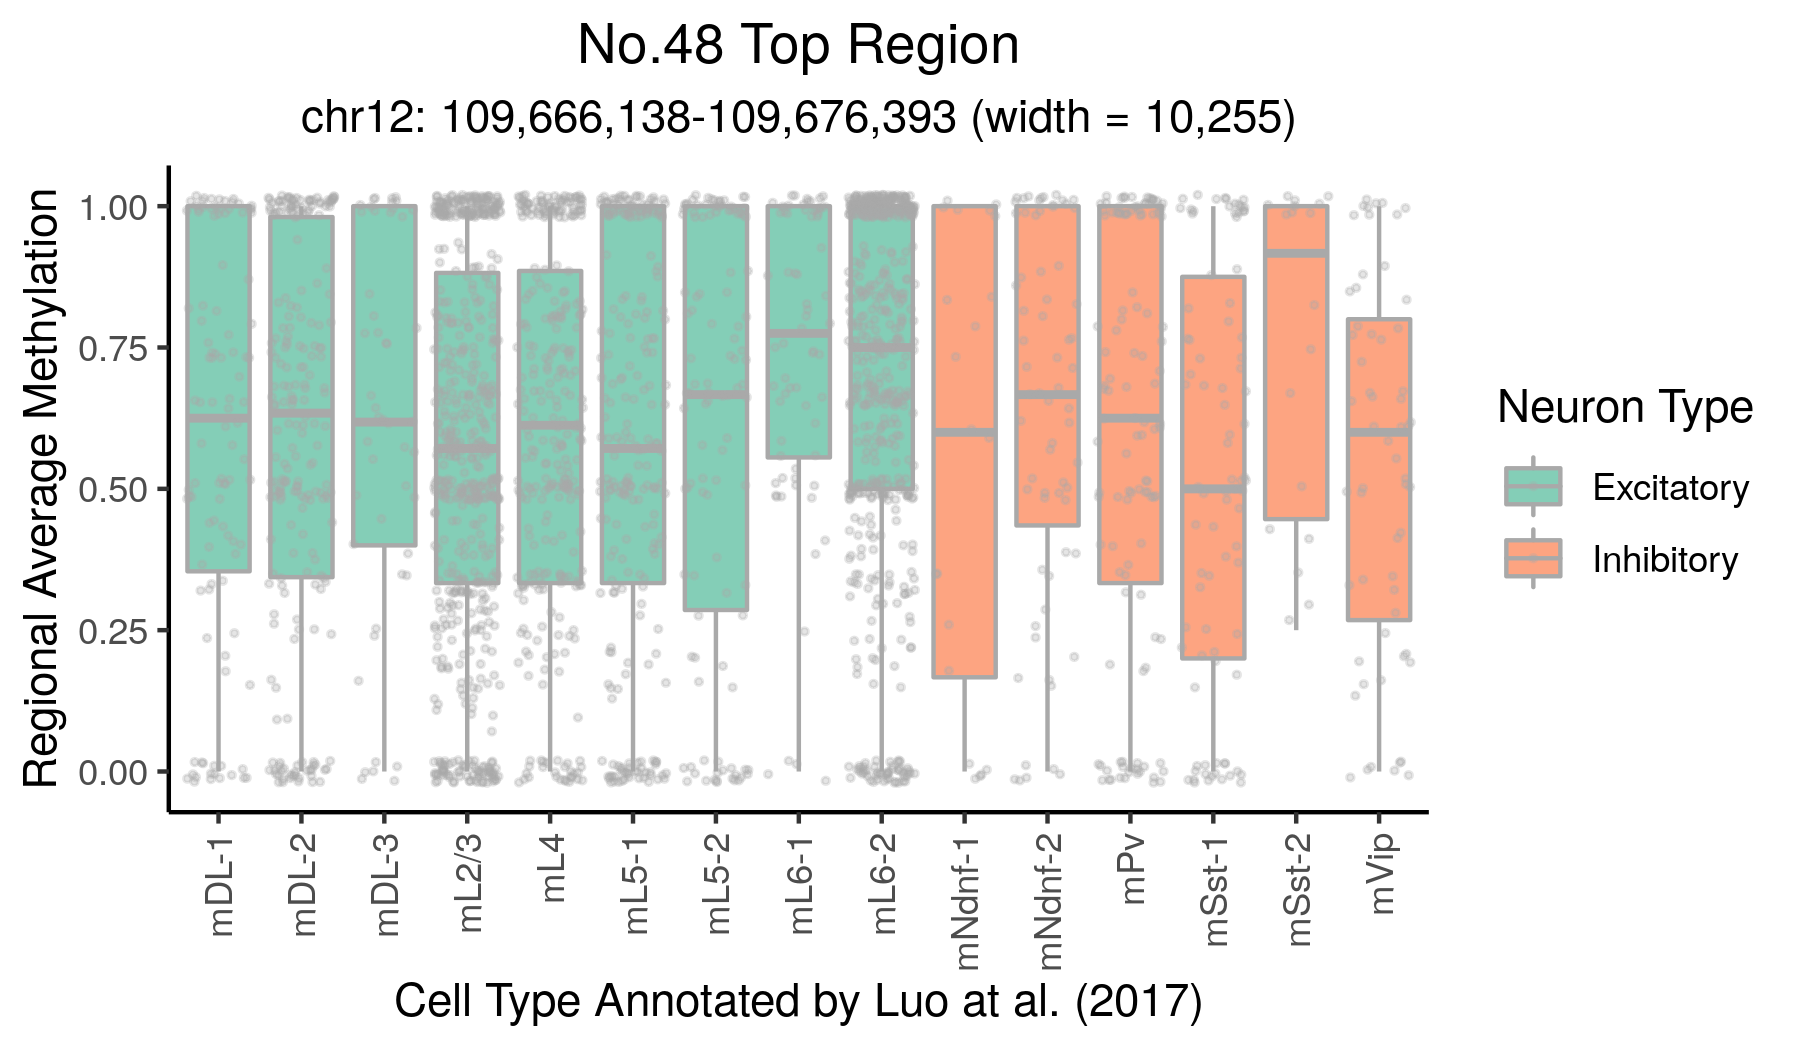 No.48 Top Region
chr12: 109,666,138-109,676,393 (width = 10,255)
Regional Average Methylation
1.00
0.75
0.50
0.25
0.00
mDL-1
mDL-2
mDL-3
mL2/3
mL4
mL5-1
mL5-2
mL6-1
mL6-2
mNdnf-1
mNdnf-2
mPv
mSst-1
mSst-2
mVip
Cell Type Annotated by Luo at al. (2017)
Neuron Type
Excitatory
Inhibitory